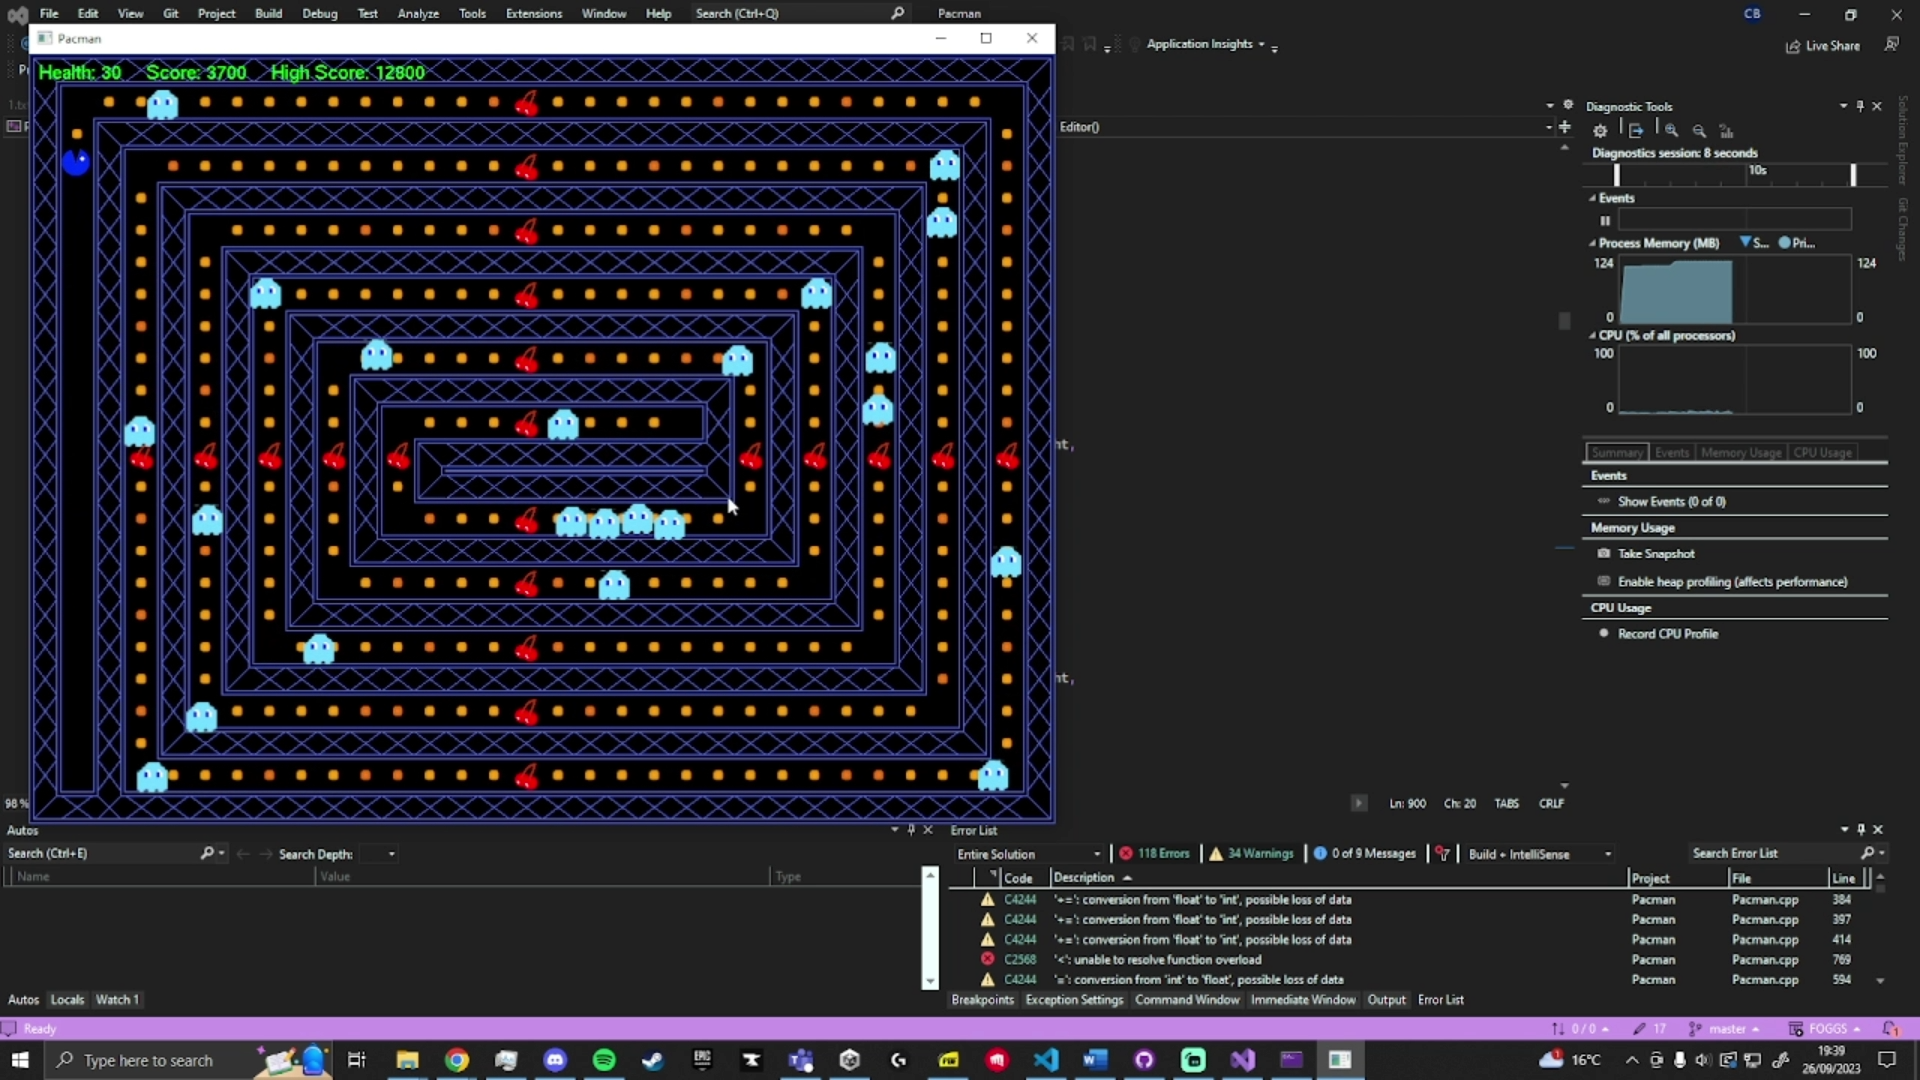 File Edit View Git Project Build Debug Test Analyze Tools Extensions Window Help Search (Ctrl+Q) Pacman CB
Pacman
Application Insights
Live Share
Health: 30 Score: 3700 High Score: 12800
Editor()
Diagnostic Tools
Diagnostics session: 8 seconds
10s
Events
Process Memory (MB) S... Pri...
124 124
0 0
CPU (% of all processors)
100 100
0 0
Summary Events Memory Usage CPU Usage
Events
Show Events (0 of 0)
Memory Usage
Take Snapshot
Enable heap profiling (affects performance)
CPU Usage
Record CPU Profile
Solution Explorer
Git Changes
98 % Ln: 900 Ch: 20 TABS CRLF
Autos
Search (Ctrl+E) Search Depth:
Name Value Type
Autos Locals Watch 1
Error List
Entire Solution 118 Errors 34 Warnings 0 of 9 Messages Build + IntelliSense Search Error List
Code Description Project File Line
C4244 '+=': conversion from 'float' to 'int', possible loss of data Pacman Pacman.cpp 384
C4244 '+=': conversion from 'float' to 'int', possible loss of data Pacman Pacman.cpp 397
C4244 '+=': conversion from 'float' to 'int', possible loss of data Pacman Pacman.cpp 414
C2568 '<': unable to resolve function overload Pacman Pacman.cpp 769
C4244 '=': conversion from 'int' to 'float', possible loss of data Pacman Pacman.cpp 594
Breakpoints Exception Settings Command Window Immediate Window Output Error List
Ready 0 / 0 17 master FOGGS
Type here to search 16°C 19:39
26/09/2023